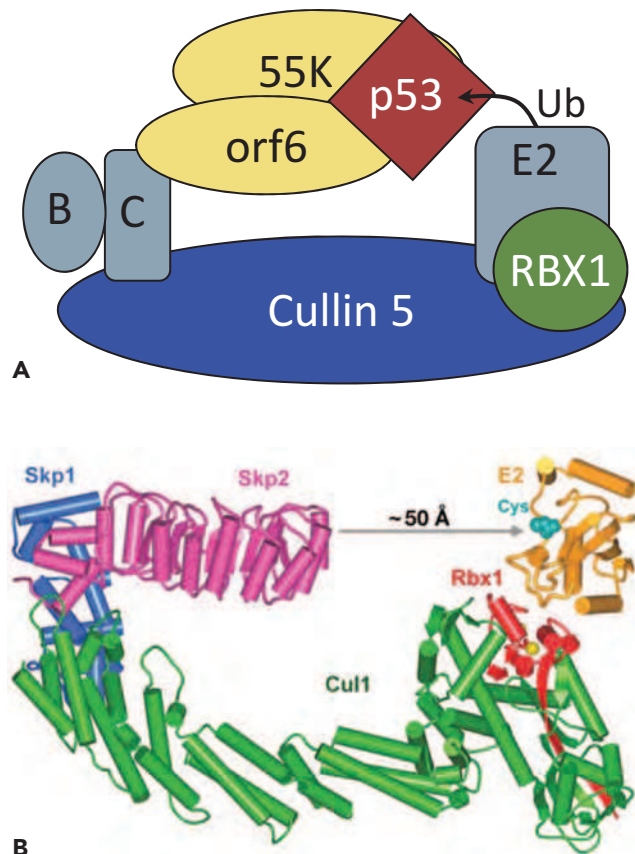 55K
p53
Ub
orf6
E2
B
C
RBX1
Cullin 5
A
Skp1
Skp2
E2
~50 Å
Cys
Rbx1
Cul1
B